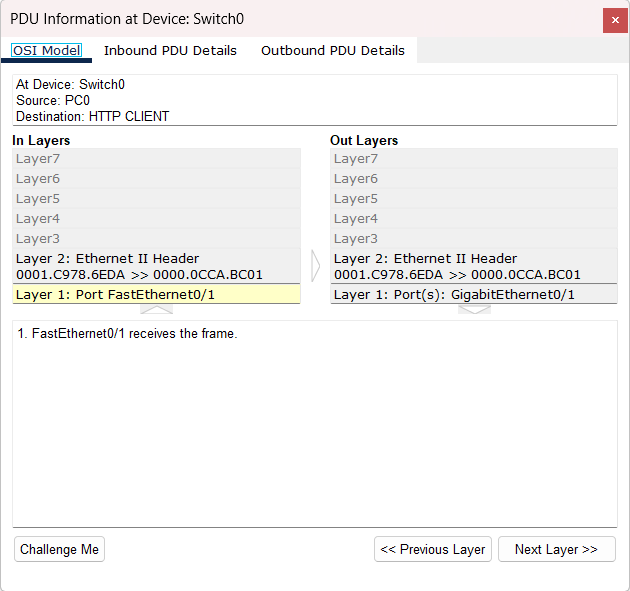 PDU Information at Device: Switch0
OSI Model
Inbound PDU Details
Outbound PDU Details
At Device: Switch0
Source: PC0
Destination: HTTP CLIENT
In Layers
Layer7
Layer6
Layer5
Layer4
Layer3
Layer 2: Ethernet II Header
0001.C978.6EDA >> 0000.0CCA.BC01
Layer 1: Port FastEthernet0/1
Out Layers
Layer7
Layer6
Layer5
Layer4
Layer3
Layer 2: Ethernet II Header
0001.C978.6EDA >> 0000.0CCA.BC01
Layer 1: Port(s): GigabitEthernet0/1
1. FastEthernet0/1 receives the frame.
Challenge Me
<< Previous Layer
Next Layer >>